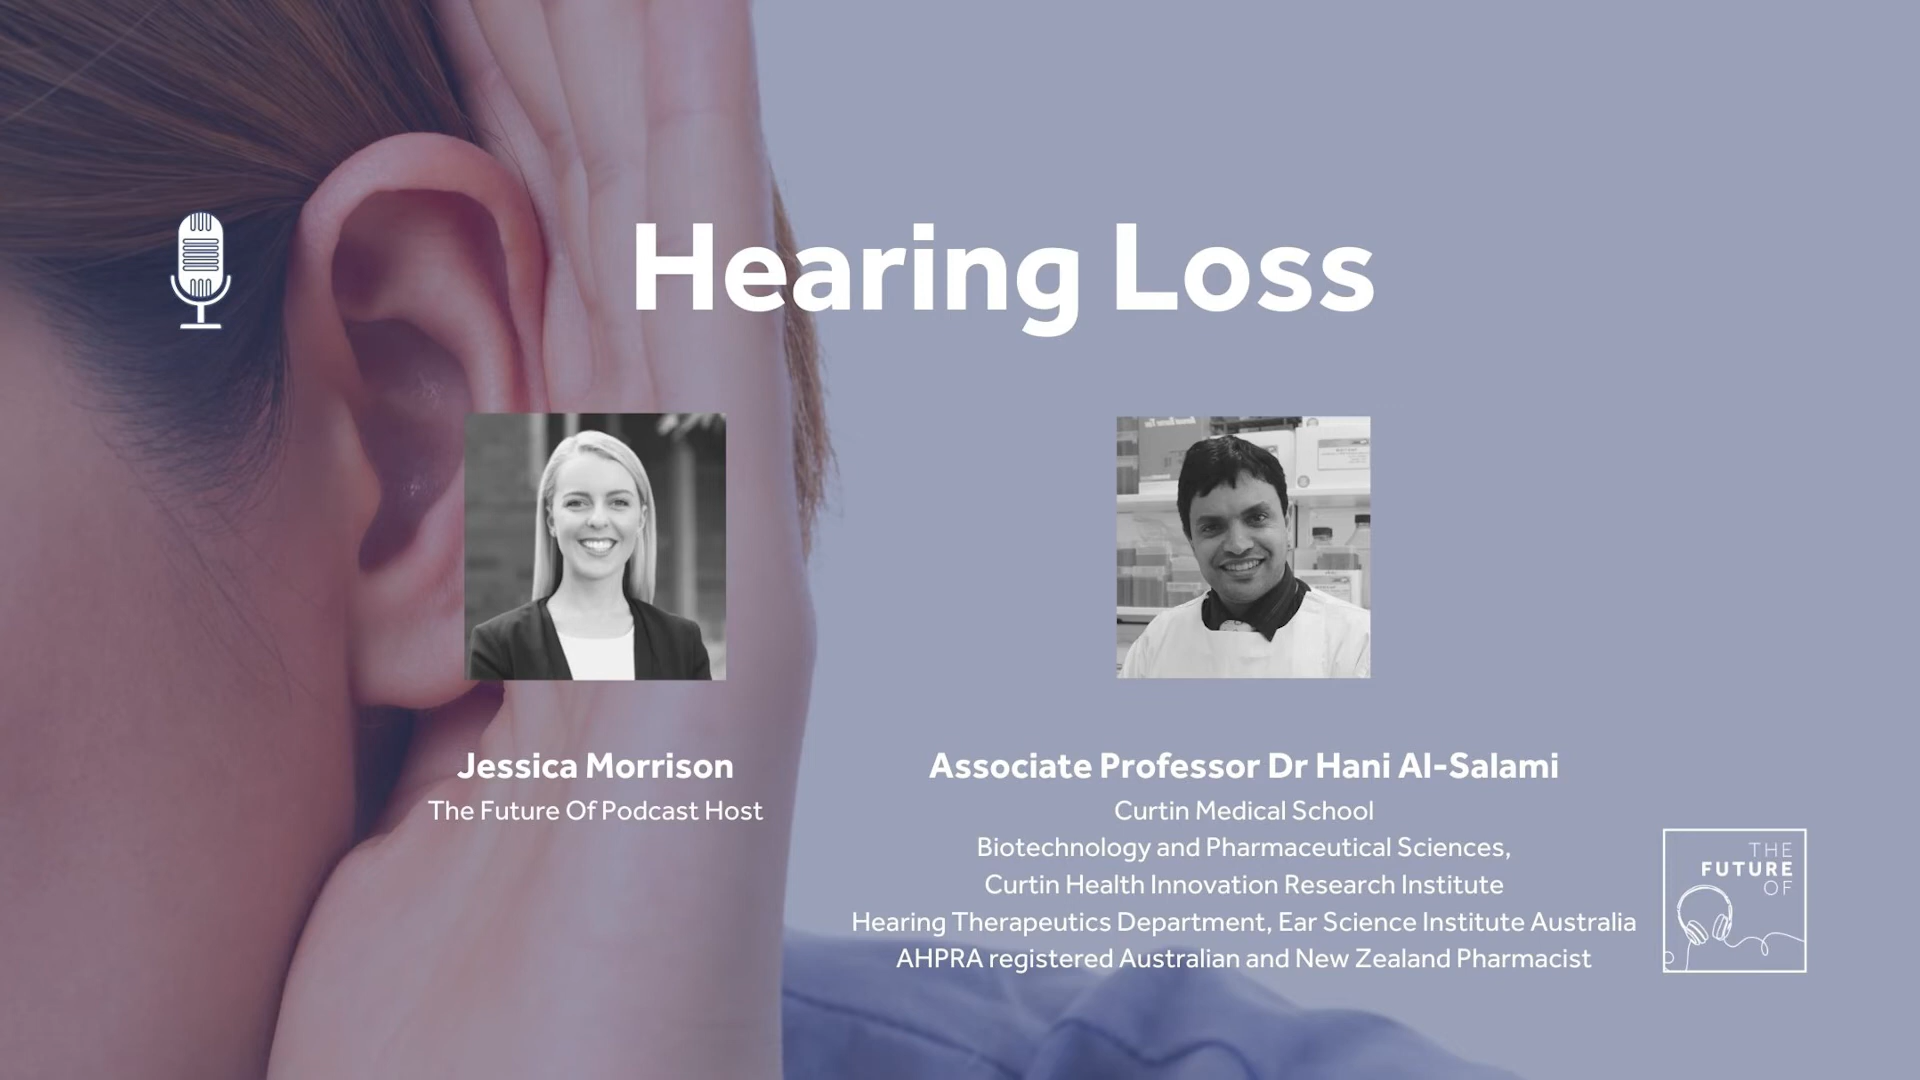 Hearing Loss
Jessica Morrison
The Future Of Podcast Host
Associate Professor Dr Hani Al-Salami
Curtin Medical School
Biotechnology and Pharmaceutical Sciences,
Curtin Health Innovation Research Institute
Hearing Therapeutics Department, Ear Science Institute Australia
AHPRA registered Australian and New Zealand Pharmacist
THE
FUTURE
OF